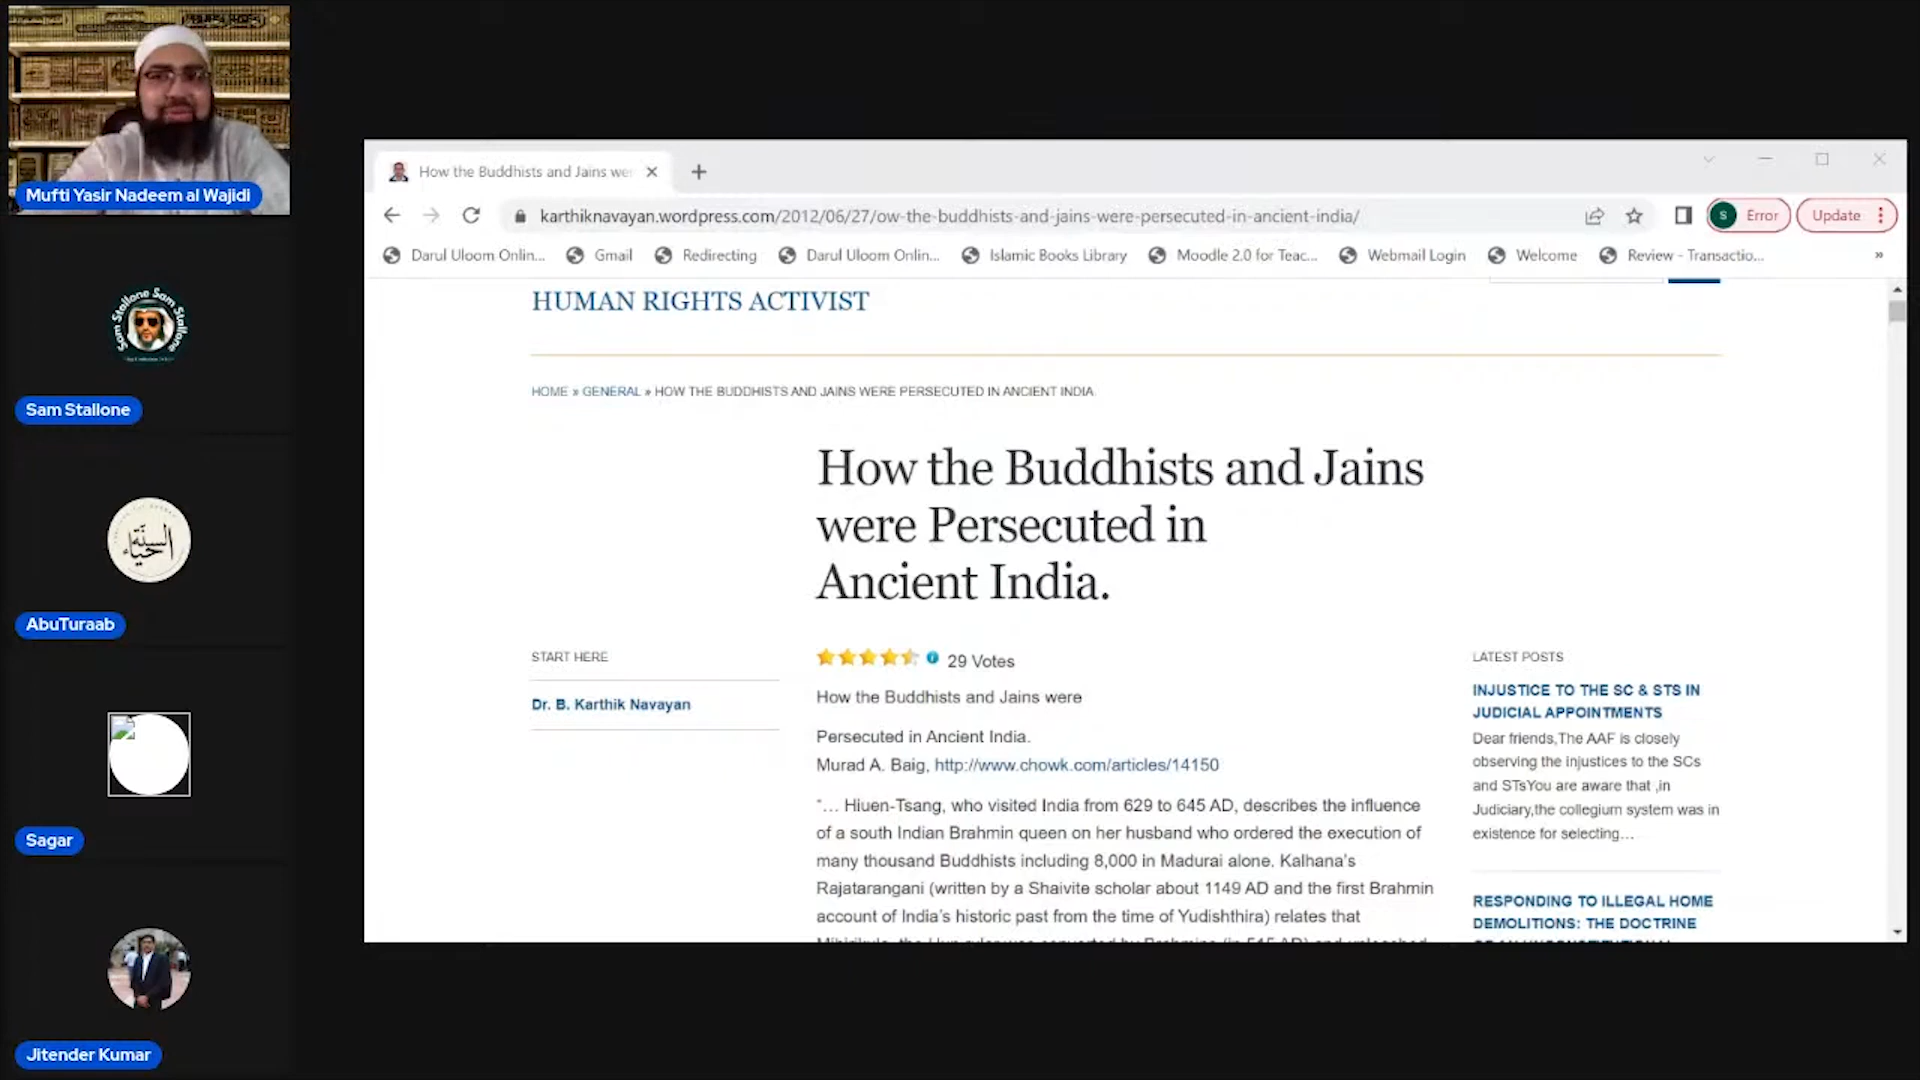 Mufti Yasir Nadeem al Wajidi
Sam Stallone Sam Stallone
Sam Stallone
السنة
الحياء
AbuTuraab
Sagar
Jitender Kumar
How the Buddhists and Jains wer
karthiknavayan.wordpress.com/2012/06/27/ow-the-buddhists-and-jains-were-persecuted-in-ancient-india/
S Error
Update
Darul Uloom Onlin... Gmail Redirecting Darul Uloom Onlin... Islamic Books Library Moodle 2.0 for Teac... Webmail Login Welcome Review - Transactio... »
HUMAN RIGHTS ACTIVIST
HOME » GENERAL » HOW THE BUDDHISTS AND JAINS WERE PERSECUTED IN ANCIENT INDIA
How the Buddhists and Jains
were Persecuted in
Ancient India.
START HERE
Dr. B. Karthik Navayan
29 Votes
How the Buddhists and Jains were
Persecuted in Ancient India.
Murad A. Baig, http://www.chowk.com/articles/14150
"… Hiuen-Tsang, who visited India from 629 to 645 AD, describes the influence
of a south Indian Brahmin queen on her husband who ordered the execution of
many thousand Buddhists including 8,000 in Madurai alone. Kalhana's
Rajatarangani (written by a Shaivite scholar about 1149 AD and the first Brahmin
account of India's historic past from the time of Yudishthira) relates that
LATEST POSTS
INJUSTICE TO THE SC & STS IN
JUDICIAL APPOINTMENTS
Dear friends,The AAF is closely
observing the injustices to the SCs
and STsYou are aware that ,in
Judiciary,the collegium system was in
existence for selecting…
RESPONDING TO ILLEGAL HOME
DEMOLITIONS: THE DOCTRINE